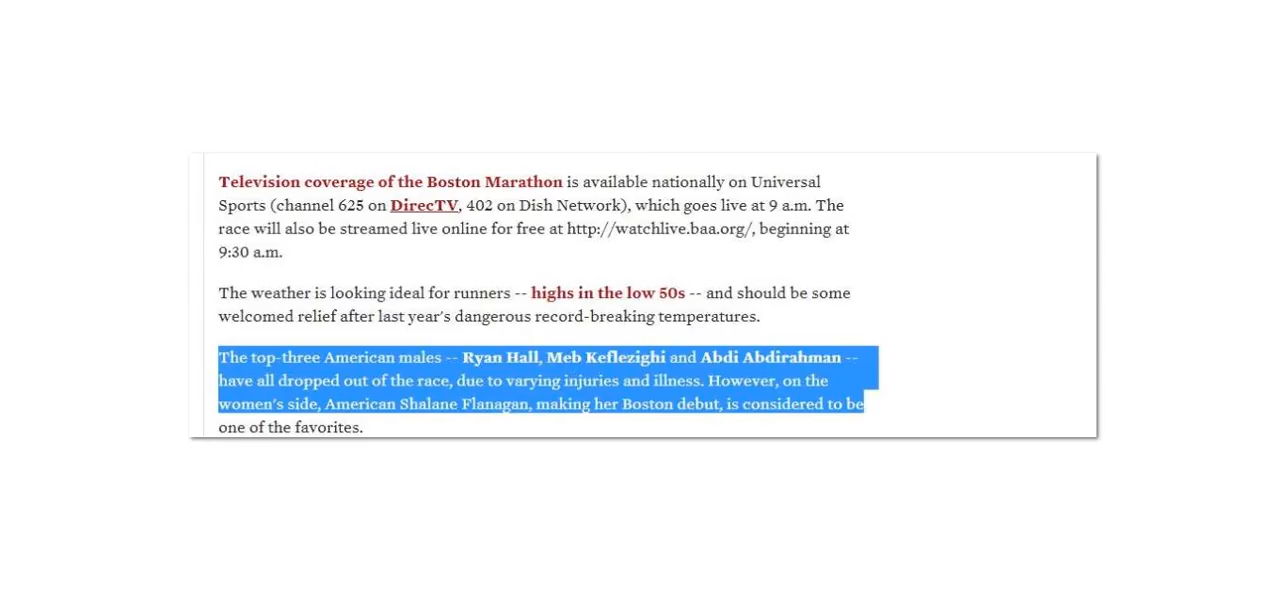 Television coverage of the Boston Marathon is available nationally on Universal
Sports (channel 625 on DirecTV, 402 on Dish Network), which goes live at 9 a.m. The
race will also be streamed live online for free at http://watchlive.baa.org/, beginning at
9:30 a.m.
The weather is looking ideal for runners -- highs in the low 50s -- and should be some
welcomed relief after last year's dangerous record-breaking temperatures.
The top-three American males -- Ryan Hall, Meb Keflezighi and Abdi Abdirahman --
have all dropped out of the race, due to varying injuries and illness. However, on the
women's side, American Shalane Flanagan, making her Boston debut, is considered to be
one of the favorites.